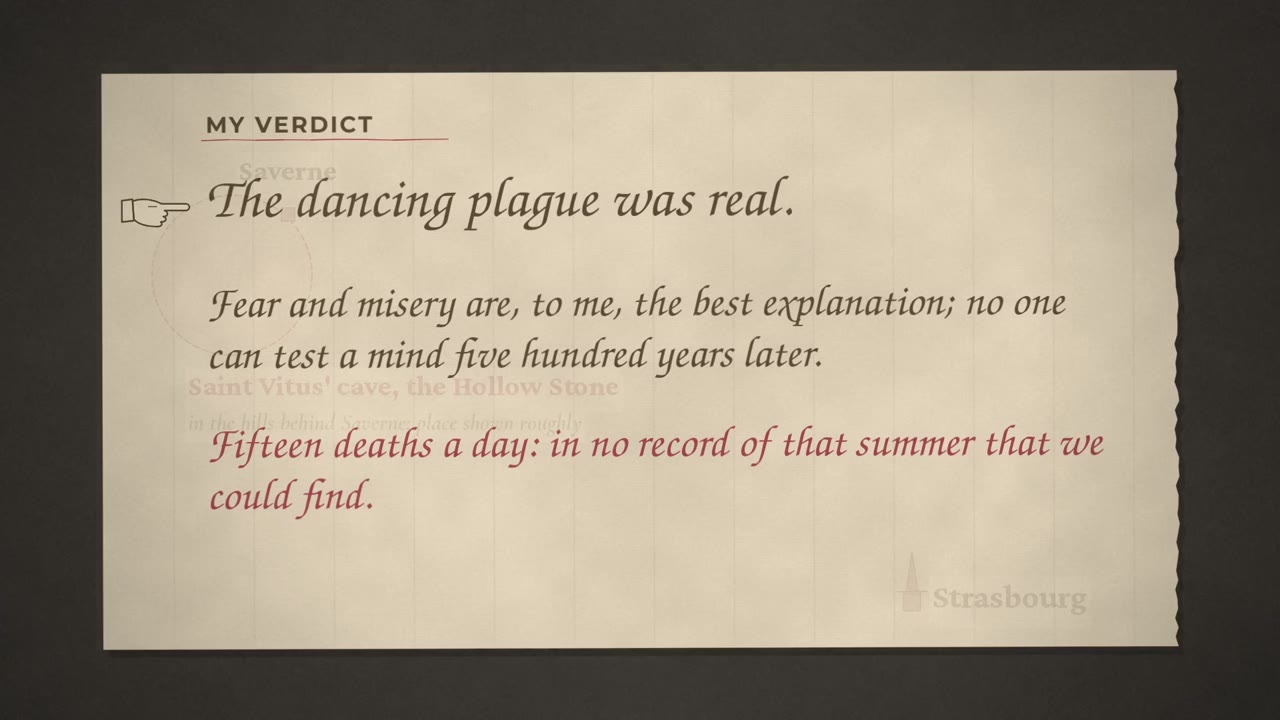 MY VERDICT
Saverne
The dancing plague was real.
Fear and misery are, to me, the best explanation; no one
can test a mind five hundred years later.
Saint Vitus' cave, the Hollow Stone
in the hills behind Saverne; place shown roughly
Fifteen deaths a day: in no record of that summer that we
could find.
Strasbourg